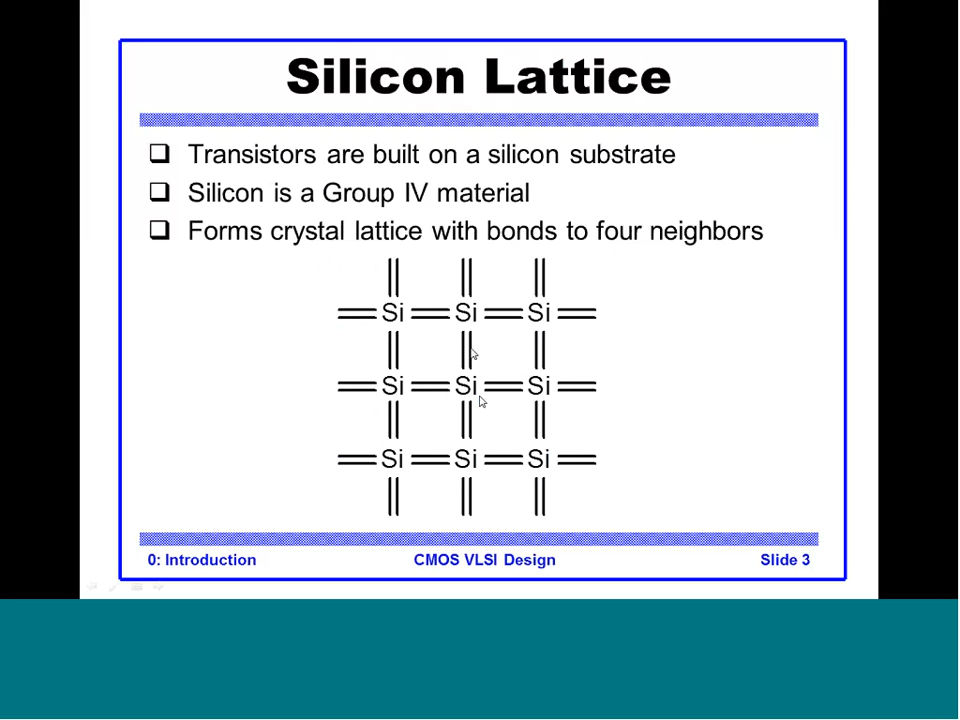 Silicon Lattice
Transistors are built on a silicon substrate
Silicon is a Group IV material
Forms crystal lattice with bonds to four neighbors
Si Si Si
Si Si Si
Si Si Si
0: Introduction CMOS VLSI Design Slide 3